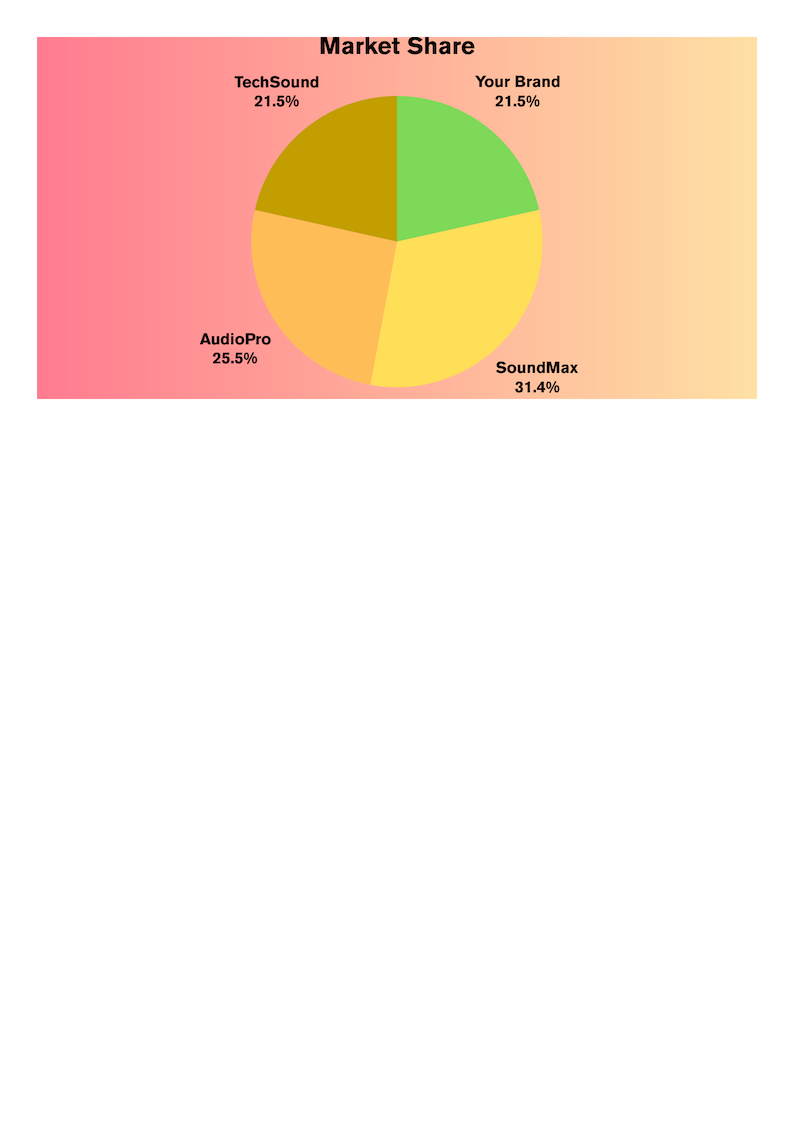 Market Share
TechSound
21.5%
Your Brand
21.5%
AudioPro
25.5%
SoundMax
31.4%